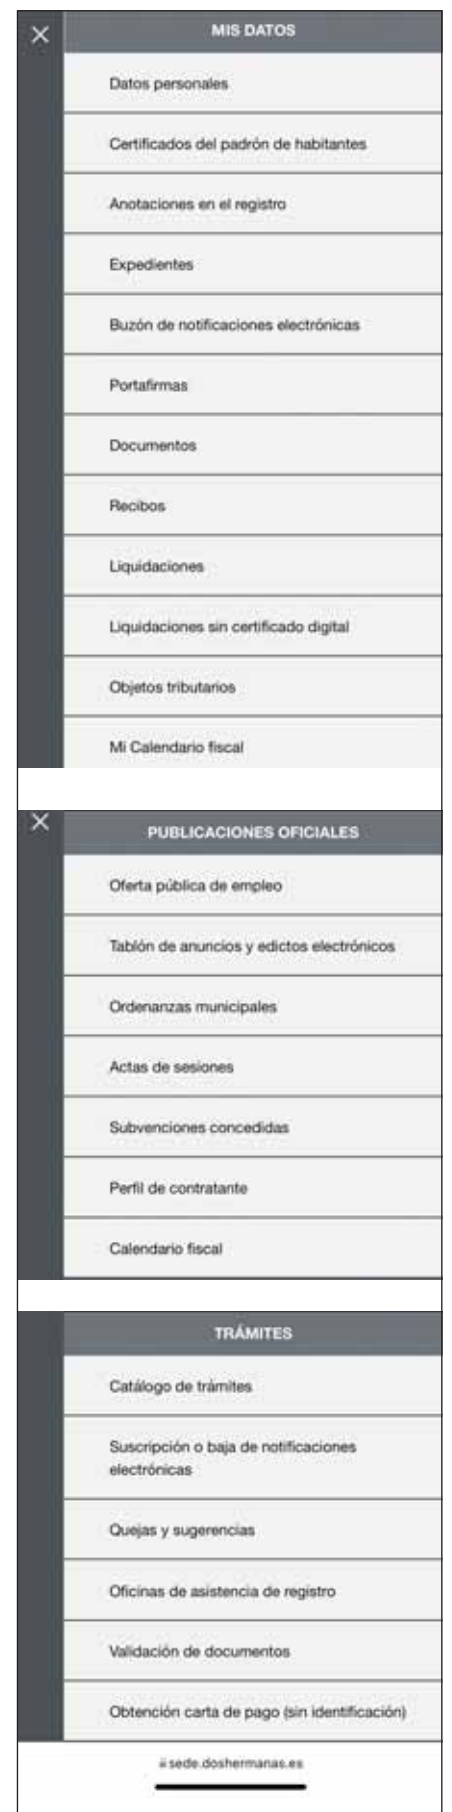 MIS DATOS
Datos personales
Certificados del padrón de habitantes
Anotaciones en el registro
Expedientes
Buzón de notificaciones electrónicas
Portafirmas
Documentos
Recibos
Liquidaciones
Liquidaciones sin certificado digital
Objetos tributarios
Mi Calendario fiscal
PUBLICACIONES OFICIALES
Oferta pública de empleo
Tablón de anuncios y edictos electrónicos
Ordenanzas municipales
Actas de sesiones
Subvenciones concedidas
Perfil de contratante
Calendario fiscal
TRÁMITES
Catálogo de trámites
Suscripción o baja de notificaciones
electrónicas
Quejas y sugerencias
Oficinas de asistencia de registro
Validación de documentos
Obtención carta de pago (sin identificación)
sede.doshermanas.es